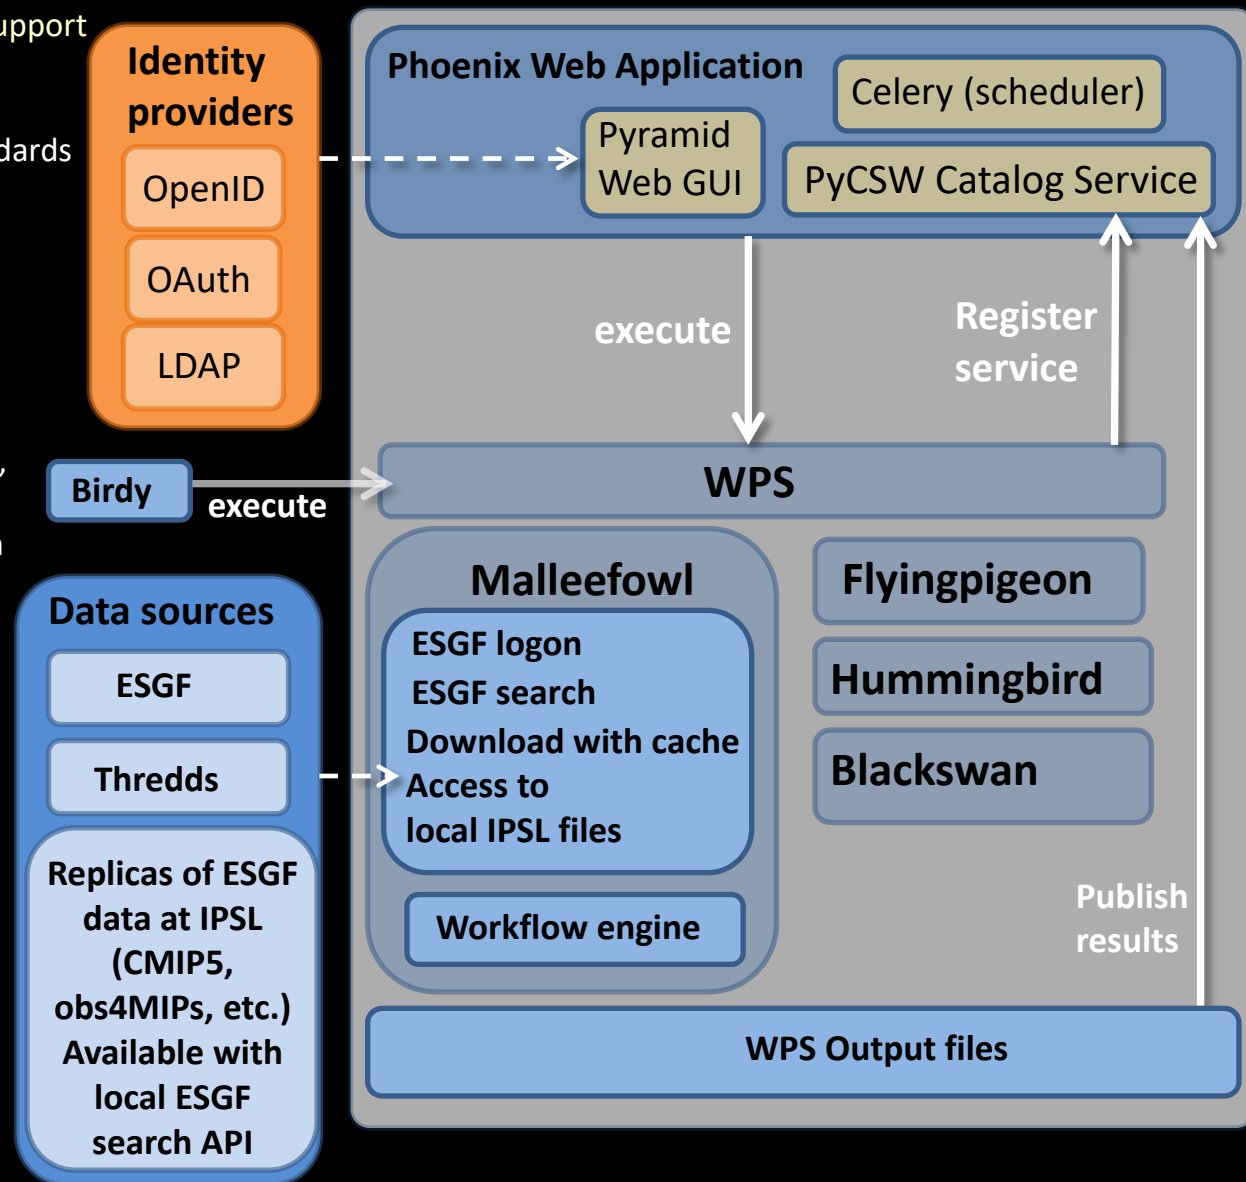 upport
dards
,
Identity
providers
OpenID
OAuth
LDAP
Phoenix Web Application
Celery (scheduler)
Pyramid
Web GUI
PyCSW Catalog Service
execute
Register
service
Birdy
execute
WPS
Malleefowl
ESGF logon
ESGF search
Download with cache
Access to
local IPSL files
Workflow engine
Flyingpigeon
Hummingbird
Blackswan
Data sources
ESGF
Thredds
Replicas of ESGF
data at IPSL
(CMIP5,
obs4MIPs, etc.)
Available with
local ESGF
search API
Publish
results
WPS Output files